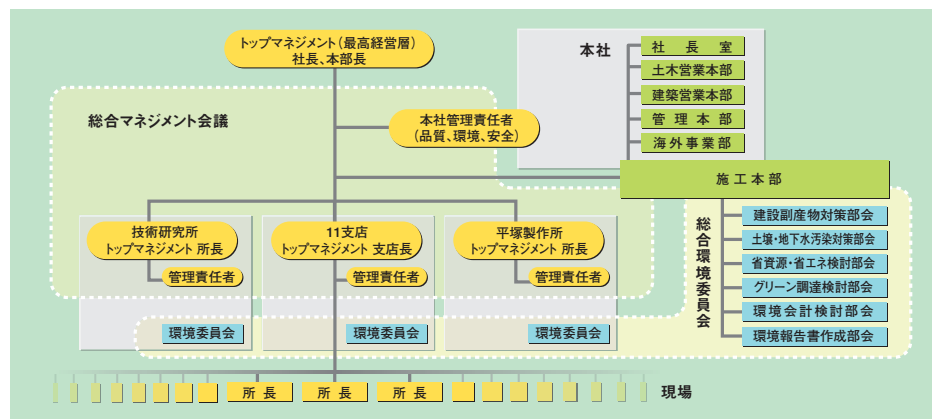 トップマネジメント(最高経営層)
社長、本部長
本社
社長室
土木営業本部
建築営業本部
管理本部
海外事業部
総合マネジメント会議
本社管理責任者
(品質、環境、安全)
施工本部
技術研究所
トップマネジメント 所長
管理責任者
11支店
トップマネジメント 支店長
管理責任者
平塚製作所
トップマネジメント 所長
管理責任者
総合環境委員会
建設副産物対策部会
土壌・地下水汚染対策部会
省資源・省エネ検討部会
グリーン調達検討部会
環境会計検討部会
環境報告書作成部会
環境委員会
環境委員会
環境委員会
所長
所長
所長
現場